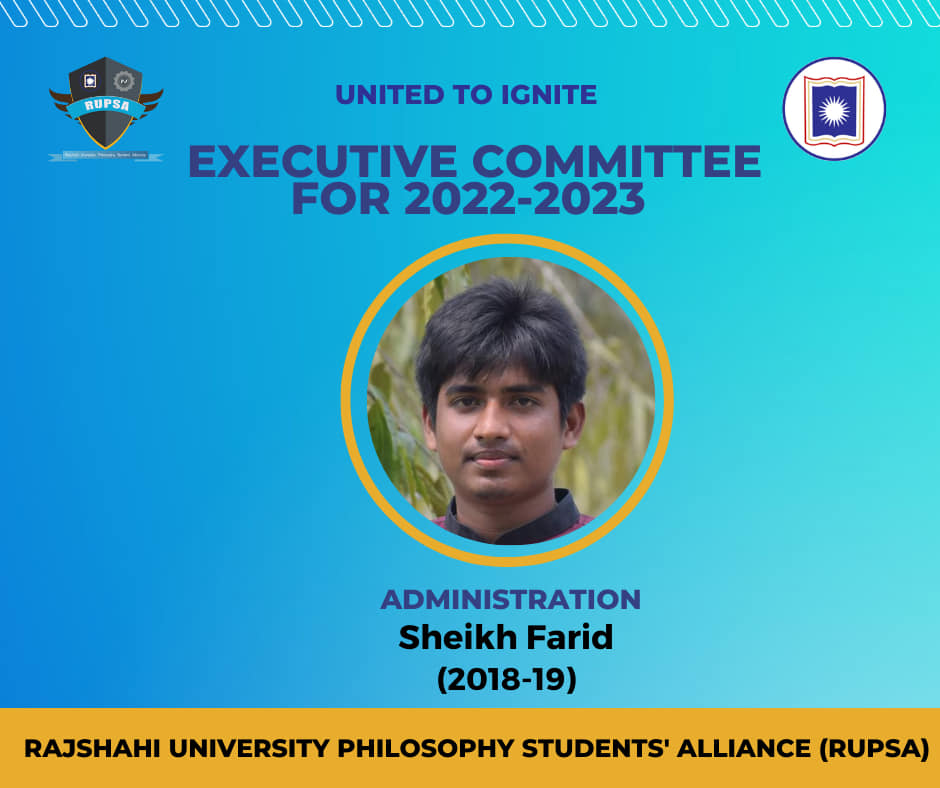 RUPSA
UNITED TO IGNITE
EXECUTIVE COMMITTEE
FOR 2022-2023
ADMINISTRATION
Sheikh Farid
(2018-19)
RAJSHAHI UNIVERSITY PHILOSOPHY STUDENTS' ALLIANCE (RUPSA)